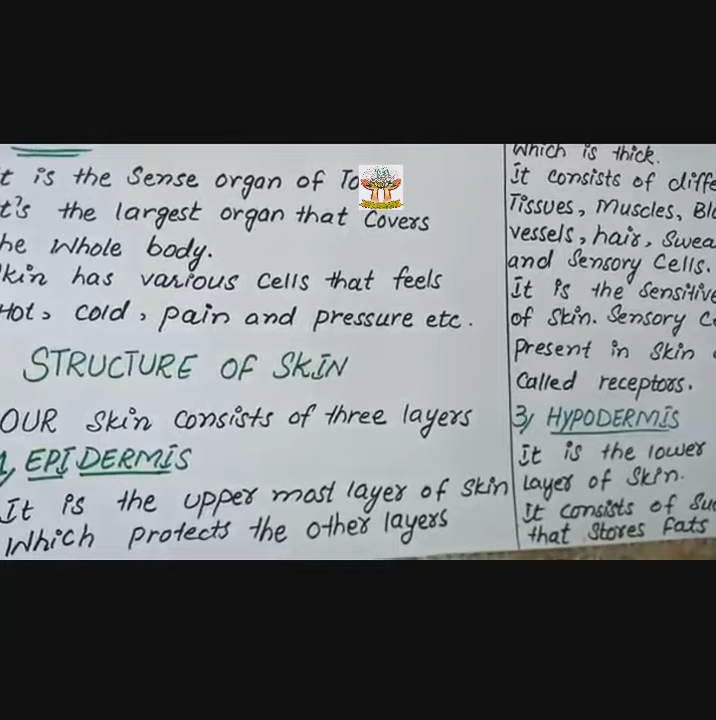 t is the Sense organ of To
t's the largest organ that Covers
he Whole body.
kin has various Cells that feels
Hot, Cold, pain and pressure etc.
STRUCTURE OF SKIN
OUR Skin Consists of three layers
1) EPIDERMIS
It is the upper most layer of Skin
Which protects the other layers
which is thick.
It consists of diffe
Tissues, Muscles, Blo
vessels, hair, Swea
and Sensory Cells.
It is the Sensitive
of Skin. Sensory C
Present in Skin
Called receptors.
3) HYPODERMIS
It is the lower
Layer of Skin.
It consists of Su
that Stores fats